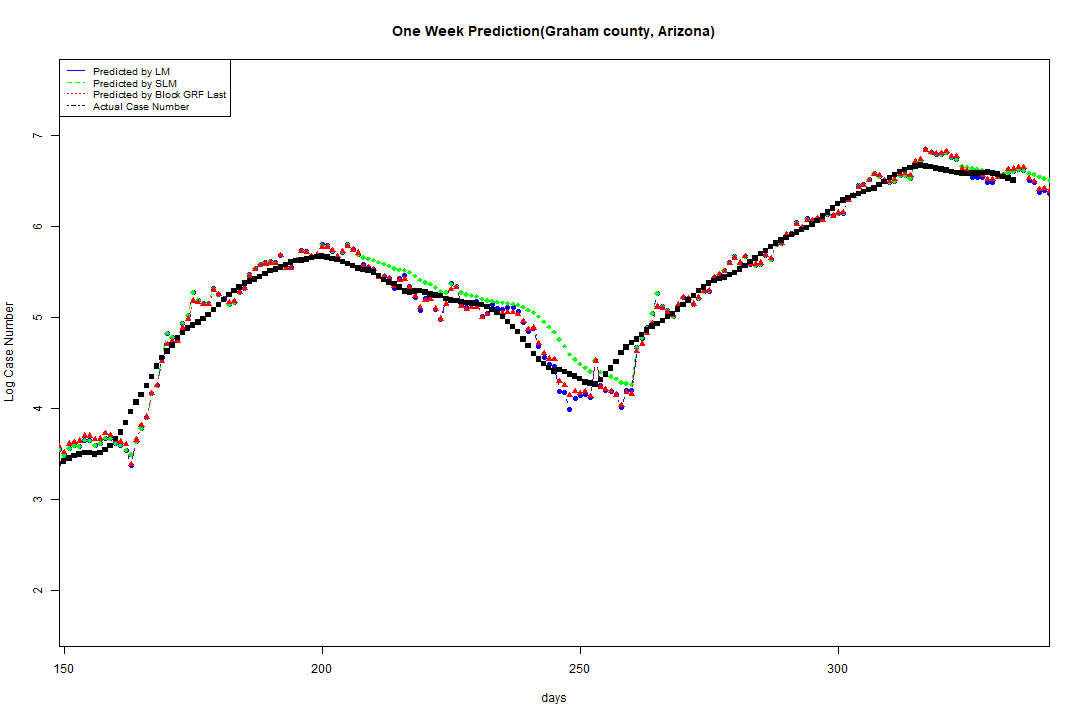 One Week Prediction(Graham county, Arizona)
Predicted by LM
Predicted by SLM
Predicted by Block GRF Last
Actual Case Number
7
6
5
4
3
2
Log Case Number
150 200 250 300
days